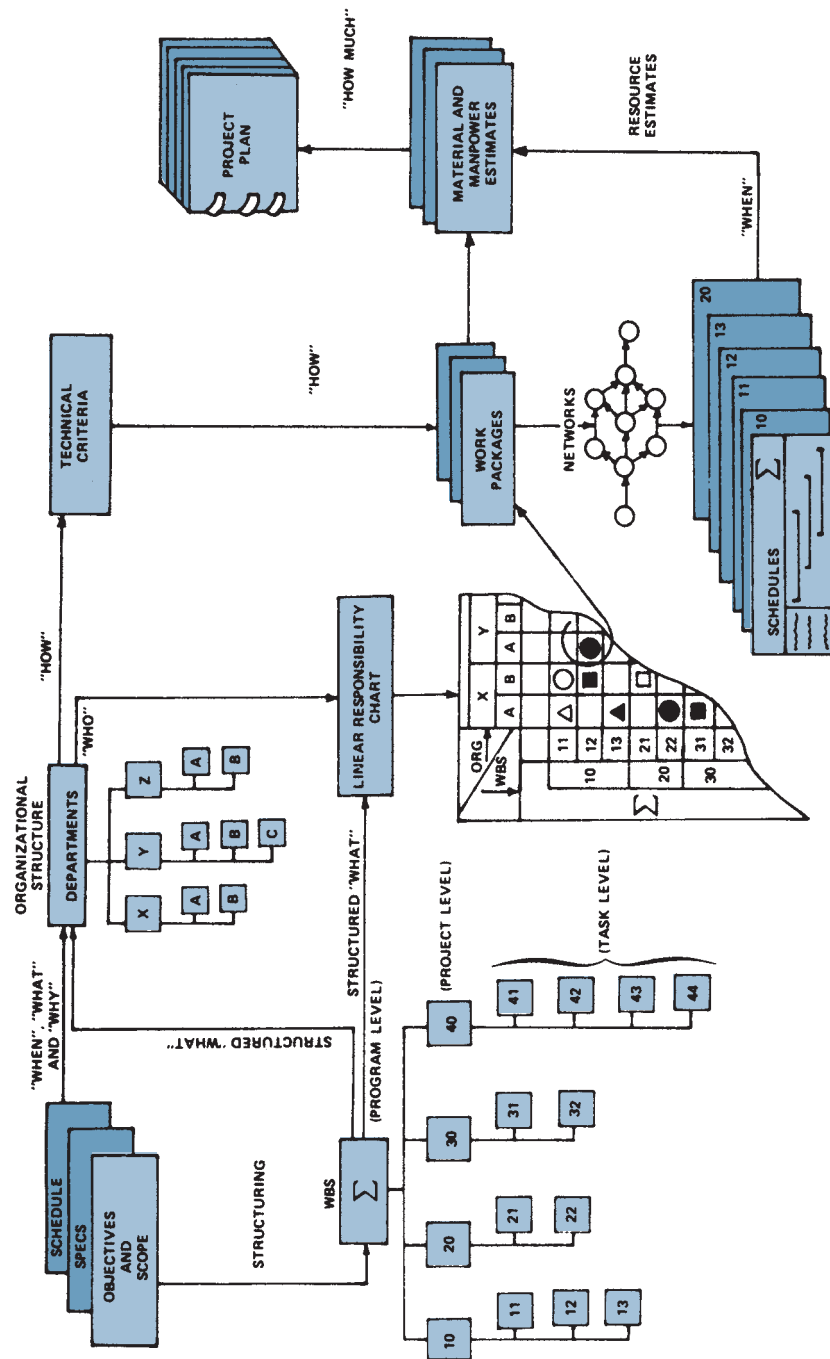 SCHEDULE
SPECS
OBJECTIVES
AND
SCOPE
"WHEN", "WHAT"
AND "WHY"
ORGANIZATIONAL
STRUCTURE
DEPARTMENTS
X
Y
Z
A
B
A
B
C
A
B
"HOW"
"WHO"
TECHNICAL
CRITERIA
"HOW"
PROJECT
PLAN
"HOW MUCH"
STRUCTURING
STRUCTURED "WHAT"
WBS
Σ
STRUCTURED "WHAT"
(PROGRAM LEVEL)
LINEAR RESPONSIBILITY
CHART
WORK
PACKAGES
MATERIAL AND
MANPOWER
ESTIMATES
RESOURCE
ESTIMATES
(PROJECT LEVEL)
10
20
30
40
11
12
13
21
22
31
32
41
42
43
44
(TASK LEVEL)
ORG
WBS
X
Y
A
B
A
B
Σ
10
11
12
13
20
21
22
30
31
32
NETWORKS
"WHEN"
20
13
12
11
10
SCHEDULES
Σ